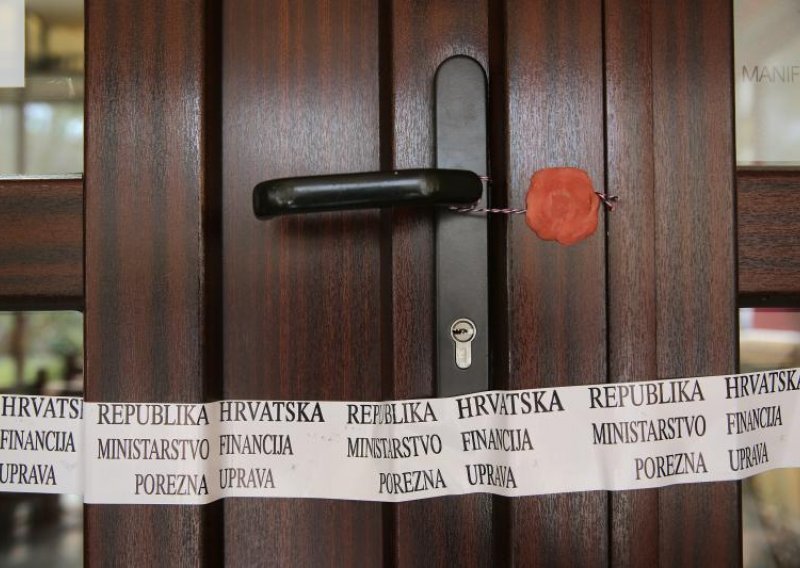 MANIF
HRVATSKA REPUBLIKA HRVATSKA REPUBLIKA HRVATSKA REPUBLIKA HRVATSKA
FINANCIJA MINISTARSTVO FINANCIJA MINISTARSTVO FINANCIJA MINISTARSTVO FINANCIJA
UPRAVA POREZNA UPRAVA POREZNA UPRAVA POREZNA UPRAVA